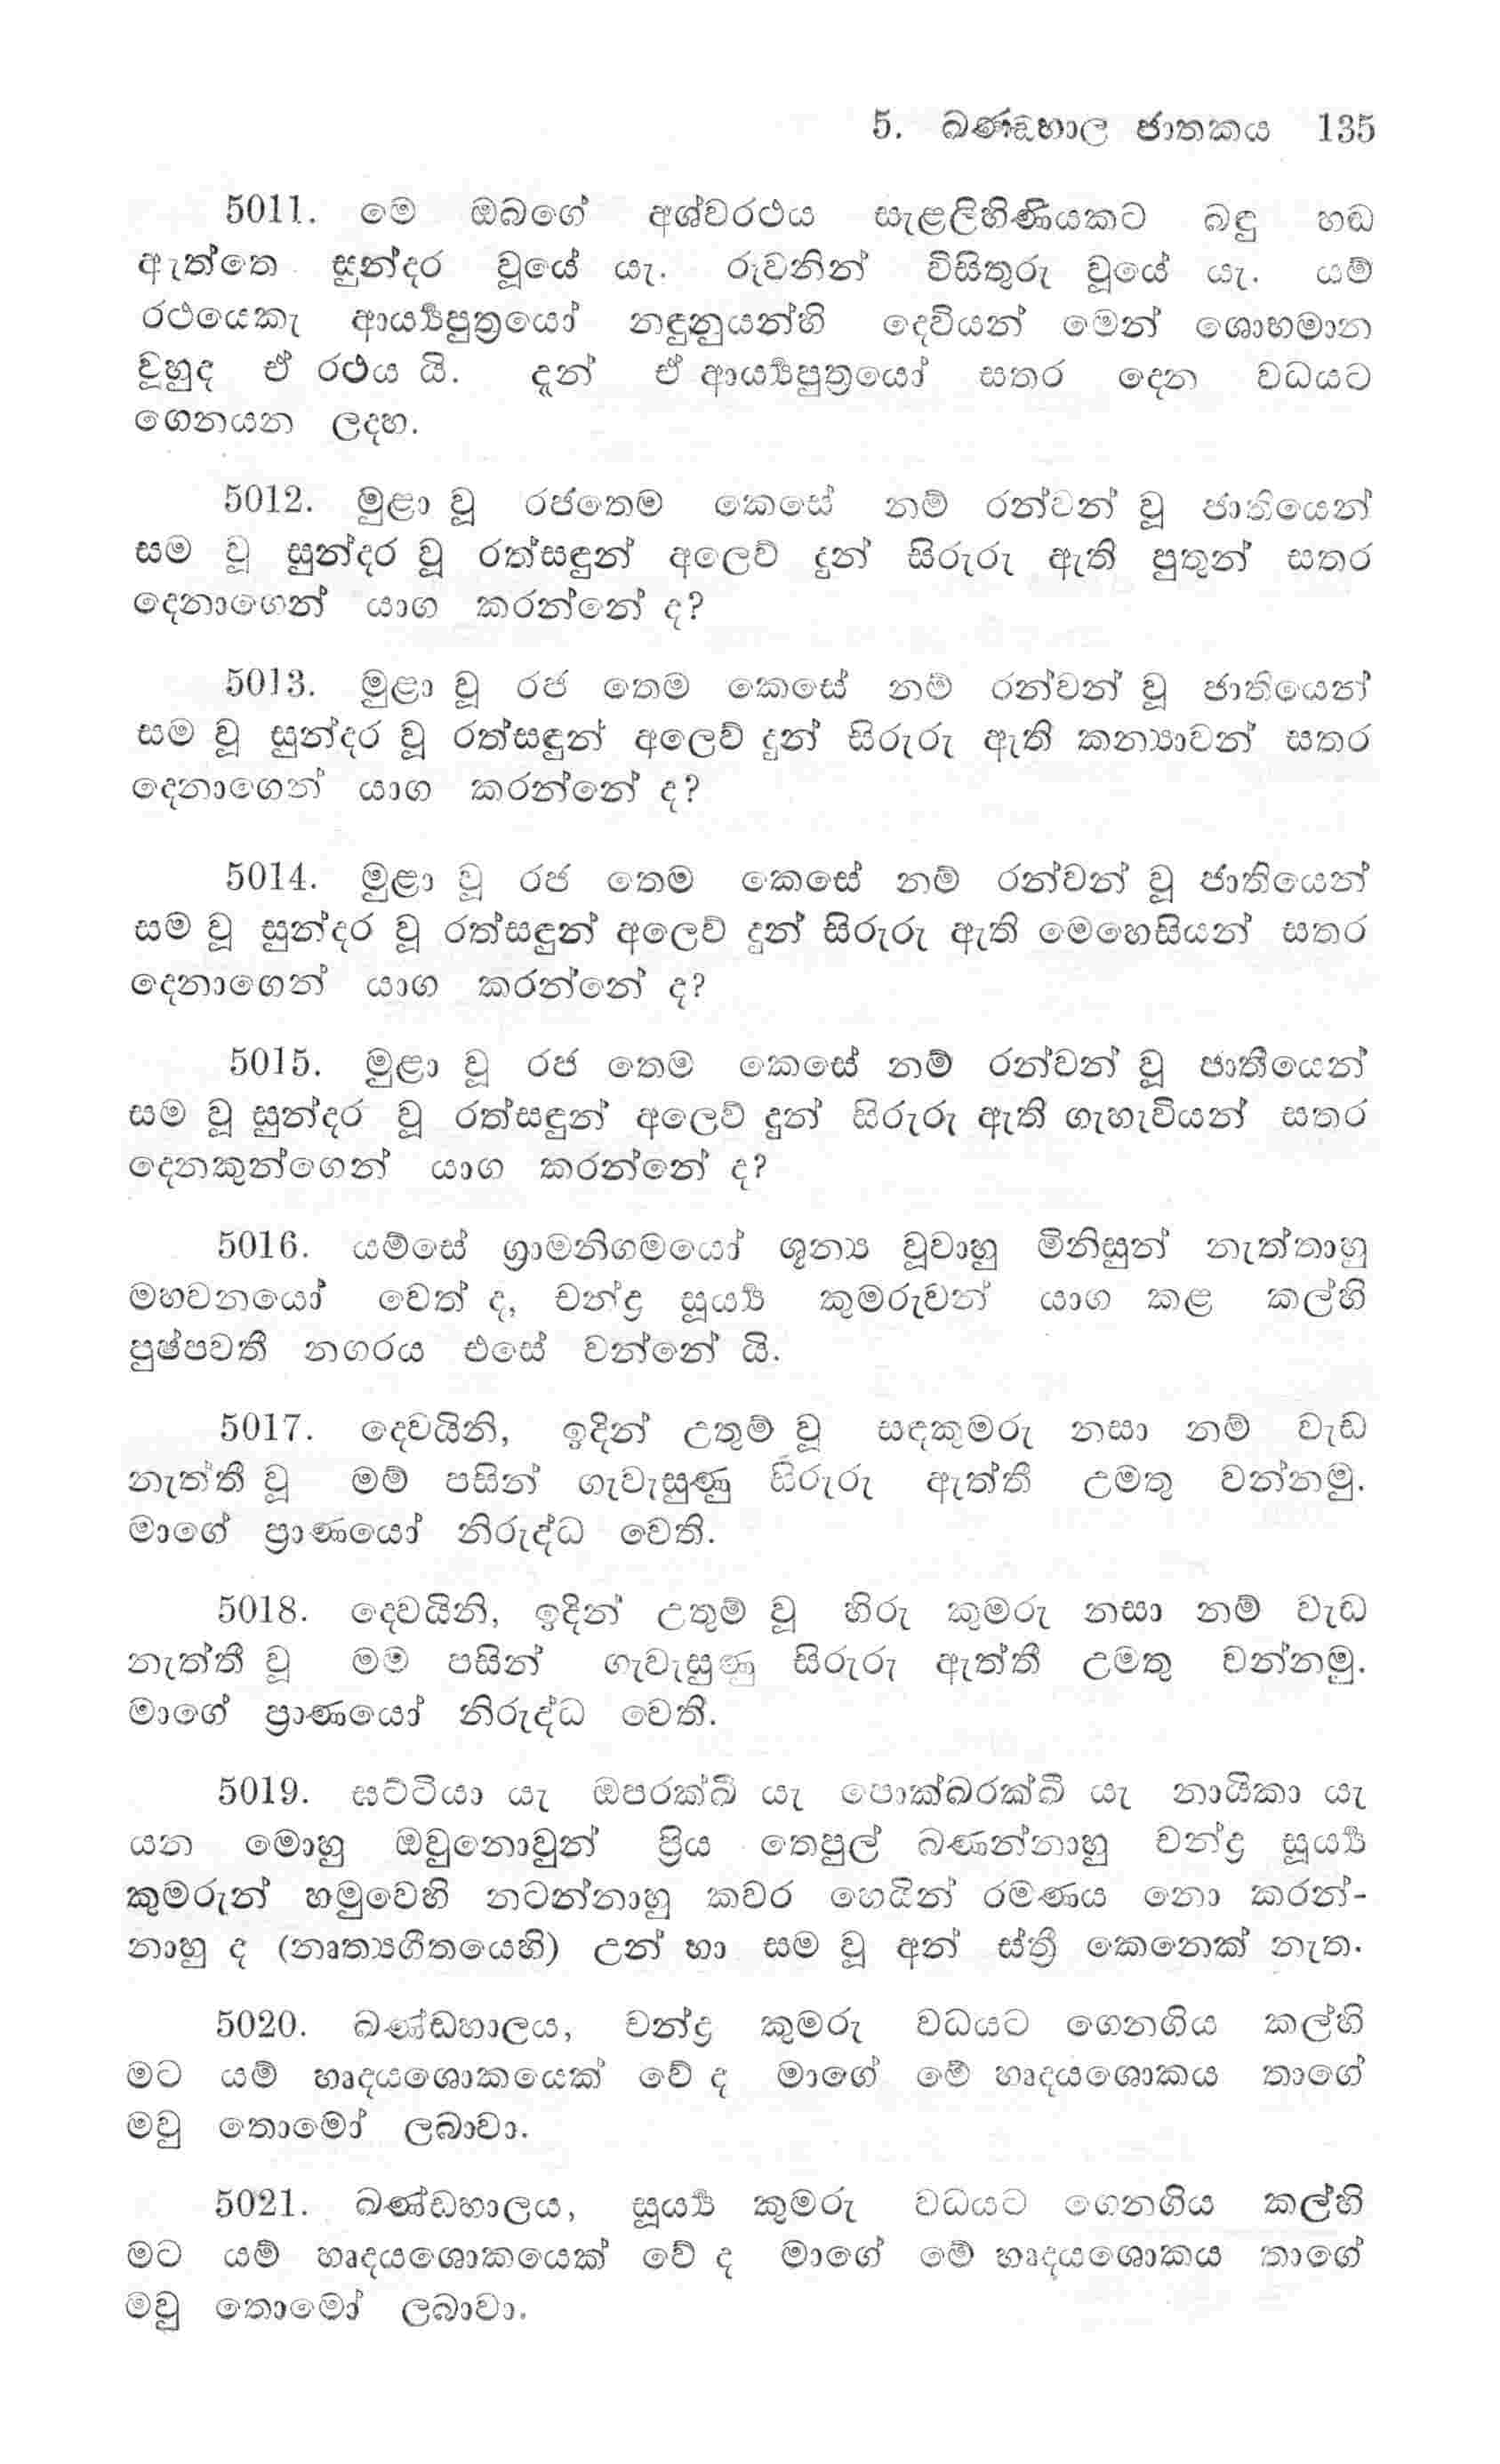 5. ඛණ්ඩහාල ජාතකය 135
5011. මෙ ඔබගේ අශ්වරථය සැළලිහිණියකට බඳු හඬ
ඇත්තෙ සුන්දර වූයේ යැ. රුවනින් විසිතුරු වූයේ යැ. යම්
රථයෙකැ ආර්‍ය්‍යපුත්‍රයෝ නඳුනුයන්හි දෙවියන් මෙන් ශොභමාන
වූහුද ඒ රථය යි. දැන් ඒ ආර්‍ය්‍යපුත්‍රයෝ සතර දෙන වධයට
ගෙනයන ලදහ.
5012. මුළා වූ රජතෙම කෙසේ නම් රන්වන් වූ ජාතියෙන්
සම වූ සුන්දර වූ රත්සඳුන් අලෙව් දුන් සිරුරු ඇති පුතුන් සතර
දෙනාගෙන් යාග කරන්නේ ද?
5013. මුළා වූ රජ තෙම කෙසේ නම් රන්වන් වූ ජාතියෙන්
සම වූ සුන්දර වූ රත්සඳුන් අලෙව් දුන් සිරුරු ඇති කන්‍යාවන් සතර
දෙනාගෙන් යාග කරන්නේ ද?
5014. මුළා වූ රජ තෙම කෙසේ නම් රන්වන් වූ ජාතියෙන්
සම වූ සුන්දර වූ රත්සඳුන් අලෙව් දුන් සිරුරු ඇති මෙහෙසියන් සතර
දෙනාගෙන් යාග කරන්නේ ද?
5015. මුළා වූ රජ තෙම කෙසේ නම් රන්වන් වූ ජාතීයෙන්
සම වූ සුන්දර වූ රත්සඳුන් අලෙව් දුන් සිරුරු ඇති ගැහැවියන් සතර
දෙනකුන්ගෙන් යාග කරන්නේ ද?
5016. යම්සේ ග්‍රාමනිගමයෝ ශූන්‍ය වූවාහු මිනිසුන් නැත්තාහු
මහවනයෝ වෙත් ද, චන්ද්‍ර සූර්‍ය්‍ය කුමරුවන් යාග කළ කල්හි
පුෂ්පවතී නගරය එසේ වන්නේ යි.
5017. දෙවයිනි, ඉදින් උතුම් වූ සඳකුමරු නසා නම් වැඩ
නැත්තී වූ මම් පසින් ගැවැසුණු සිරුරු ඇත්තී උමතු වන්නමු.
මාගේ ප්‍රාණයෝ නිරුද්ධ වෙති.
5018. දෙවයිනි, ඉදින් උතුම් වූ හිරු කුමරු නසා නම් වැඩ
නැත්තී වූ මම පසින් ගැවැසුණු සිරුරු ඇත්තී උමතු වන්නමු.
මාගේ ප්‍රාණයෝ නිරුද්ධ වෙති.
5019. ඝට්ටියා යැ ඔපරක්ඛී යැ පොක්ඛරක්ඛී යැ නායිකා යැ
යන මොහු ඔවුනොවුන් ප්‍රිය තෙපුල් බණන්නාහු චන්ද්‍ර සූර්‍ය්‍ය
කුමරුන් හමුවෙහි නටන්නාහු කවර හෙයින් රමණය නො කරන්-
නාහු ද (නෘත්‍යගීතයෙහි) උන් හා සම වූ අන් ස්ත්‍රී කෙනෙක් නැත.
5020. ඛණ්ඩහාලය, චන්ද්‍ර කුමරු වධයට ගෙනගිය කල්හි
මට යම් හෘදයශොකයෙක් වේ ද මාගේ මේ හෘදයශොකය තාගේ
මවු තොමෝ ලබාවා.
5021. ඛණ්ඩහාලය, සූර්‍ය්‍ය කුමරු වධයට ගෙනගිය කල්හි
මට යම් හෘදයශොකයෙක් වේ ද මාගේ මේ හෘදයශොකය තාගේ
මවු තොමෝ ලබාවා.